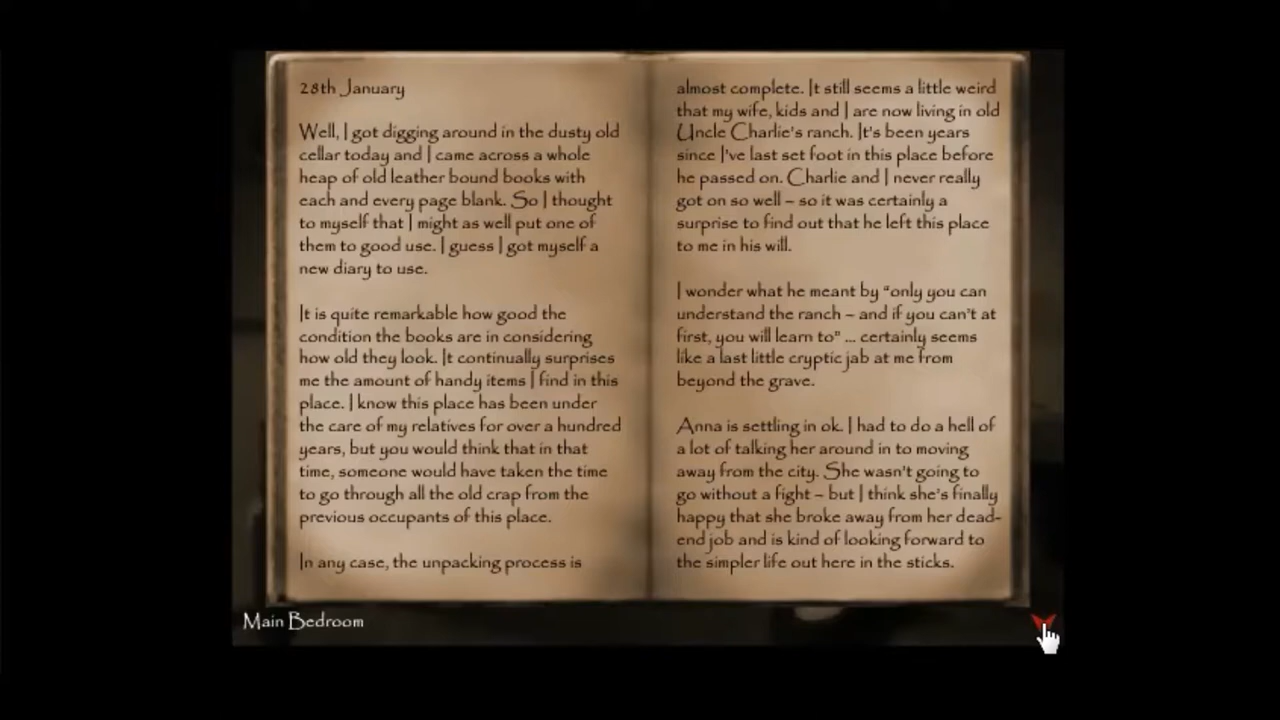 28th January
Well, I got digging around in the dusty old
cellar today and I came across a whole
heap of old leather bound books with
each and every page blank. So I thought
to myself that I might as well put one of
them to good use. I guess I got myself a
new diary to use.
It is quite remarkable how good the
condition the books are in considering
how old they look. It continually surprises
me the amount of handy items I find in this
place. I know this place has been under
the care of my relatives for over a hundred
years, but you would think that in that
time, someone would have taken the time
to go through all the old crap from the
previous occupants of this place.
In any case, the unpacking process is
almost complete. It still seems a little weird
that my wife, kids and I are now living in old
Uncle Charlie's ranch. It's been years
since I've last set foot in this place before
he passed on. Charlie and I never really
got on so well – so it was certainly a
surprise to find out that he left this place
to me in his will.
I wonder what he meant by “only you can
understand the ranch – and if you can't at
first, you will learn to” ... certainly seems
like a last little cryptic jab at me from
beyond the grave.
Anna is settling in ok. I had to do a hell of
a lot of talking her around in to moving
away from the city. She wasn't going to
go without a fight – but I think she's finally
happy that she broke away from her dead-
end job and is kind of looking forward to
the simpler life out here in the sticks.
Main Bedroom